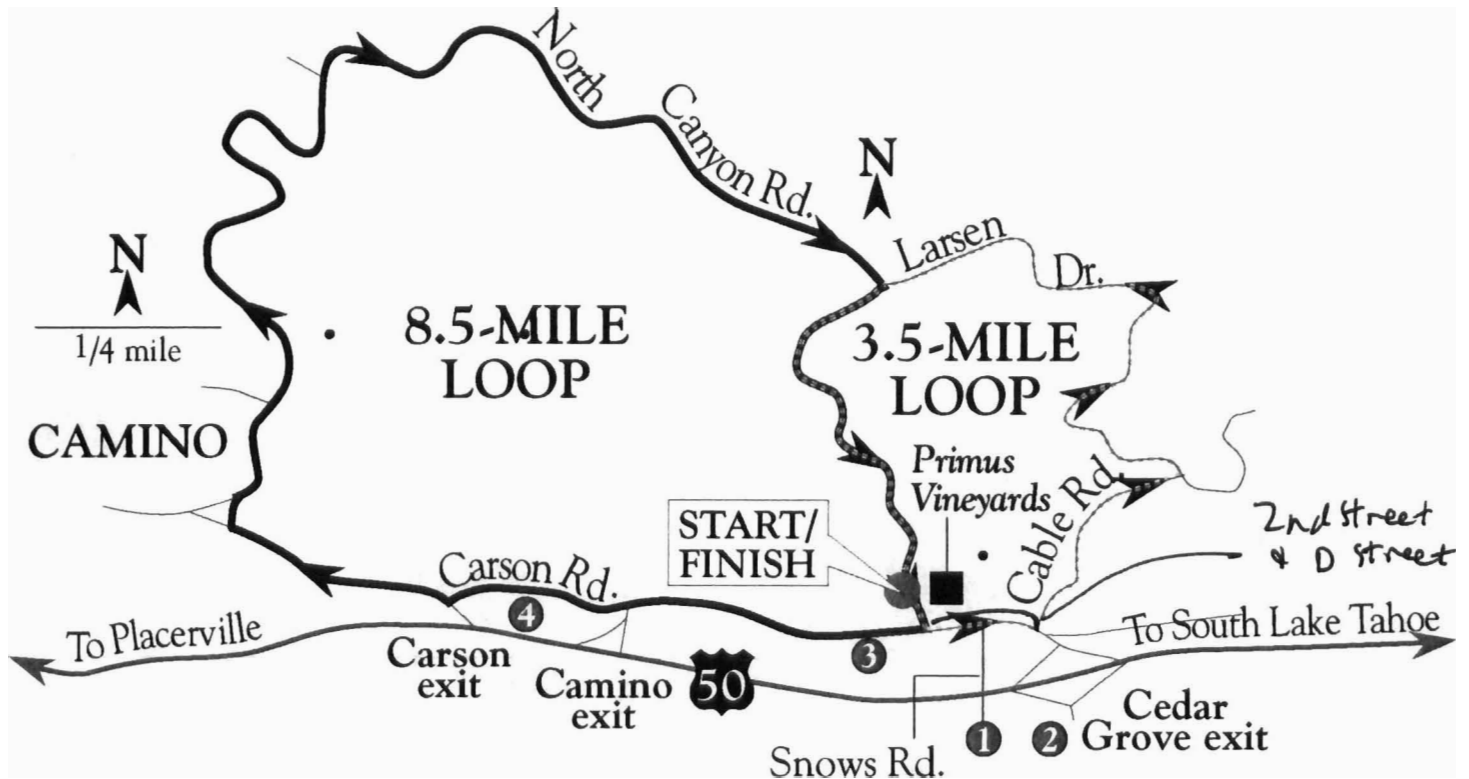 North
Canyon Rd.
N
Larsen
Dr.
N
1/4 mile
8.5-MILE
LOOP
3.5-MILE
LOOP
CAMINO
Primus
Vineyards
START/
FINISH
Cable Rd.
2nd street
& D street
Carson Rd.
4
To Placerville
To South Lake Tahoe
Carson
exit
Camino
exit
50
3
Snows Rd.
1
2
Cedar
Grove exit